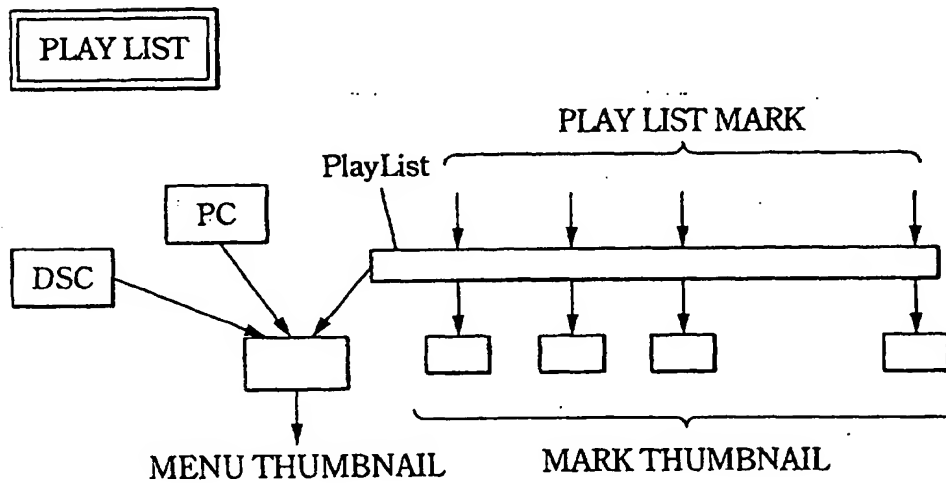 PLAY LIST
PLAY LIST MARK
PlayList
PC
DSC
MENU THUMBNAIL
MARK THUMBNAIL